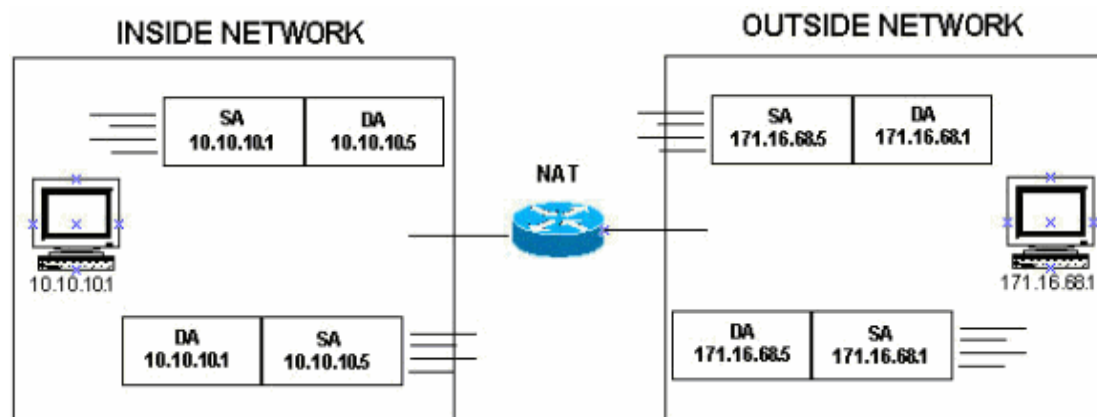 INSIDE NETWORK
OUTSIDE NETWORK
SA
10.10.10.1
DA
10.10.10.5
SA
171.16.68.5
DA
171.16.68.1
NAT
10.10.10.1
171.16.68.1
DA
10.10.10.1
SA
10.10.10.5
DA
171.16.68.5
SA
171.16.68.1